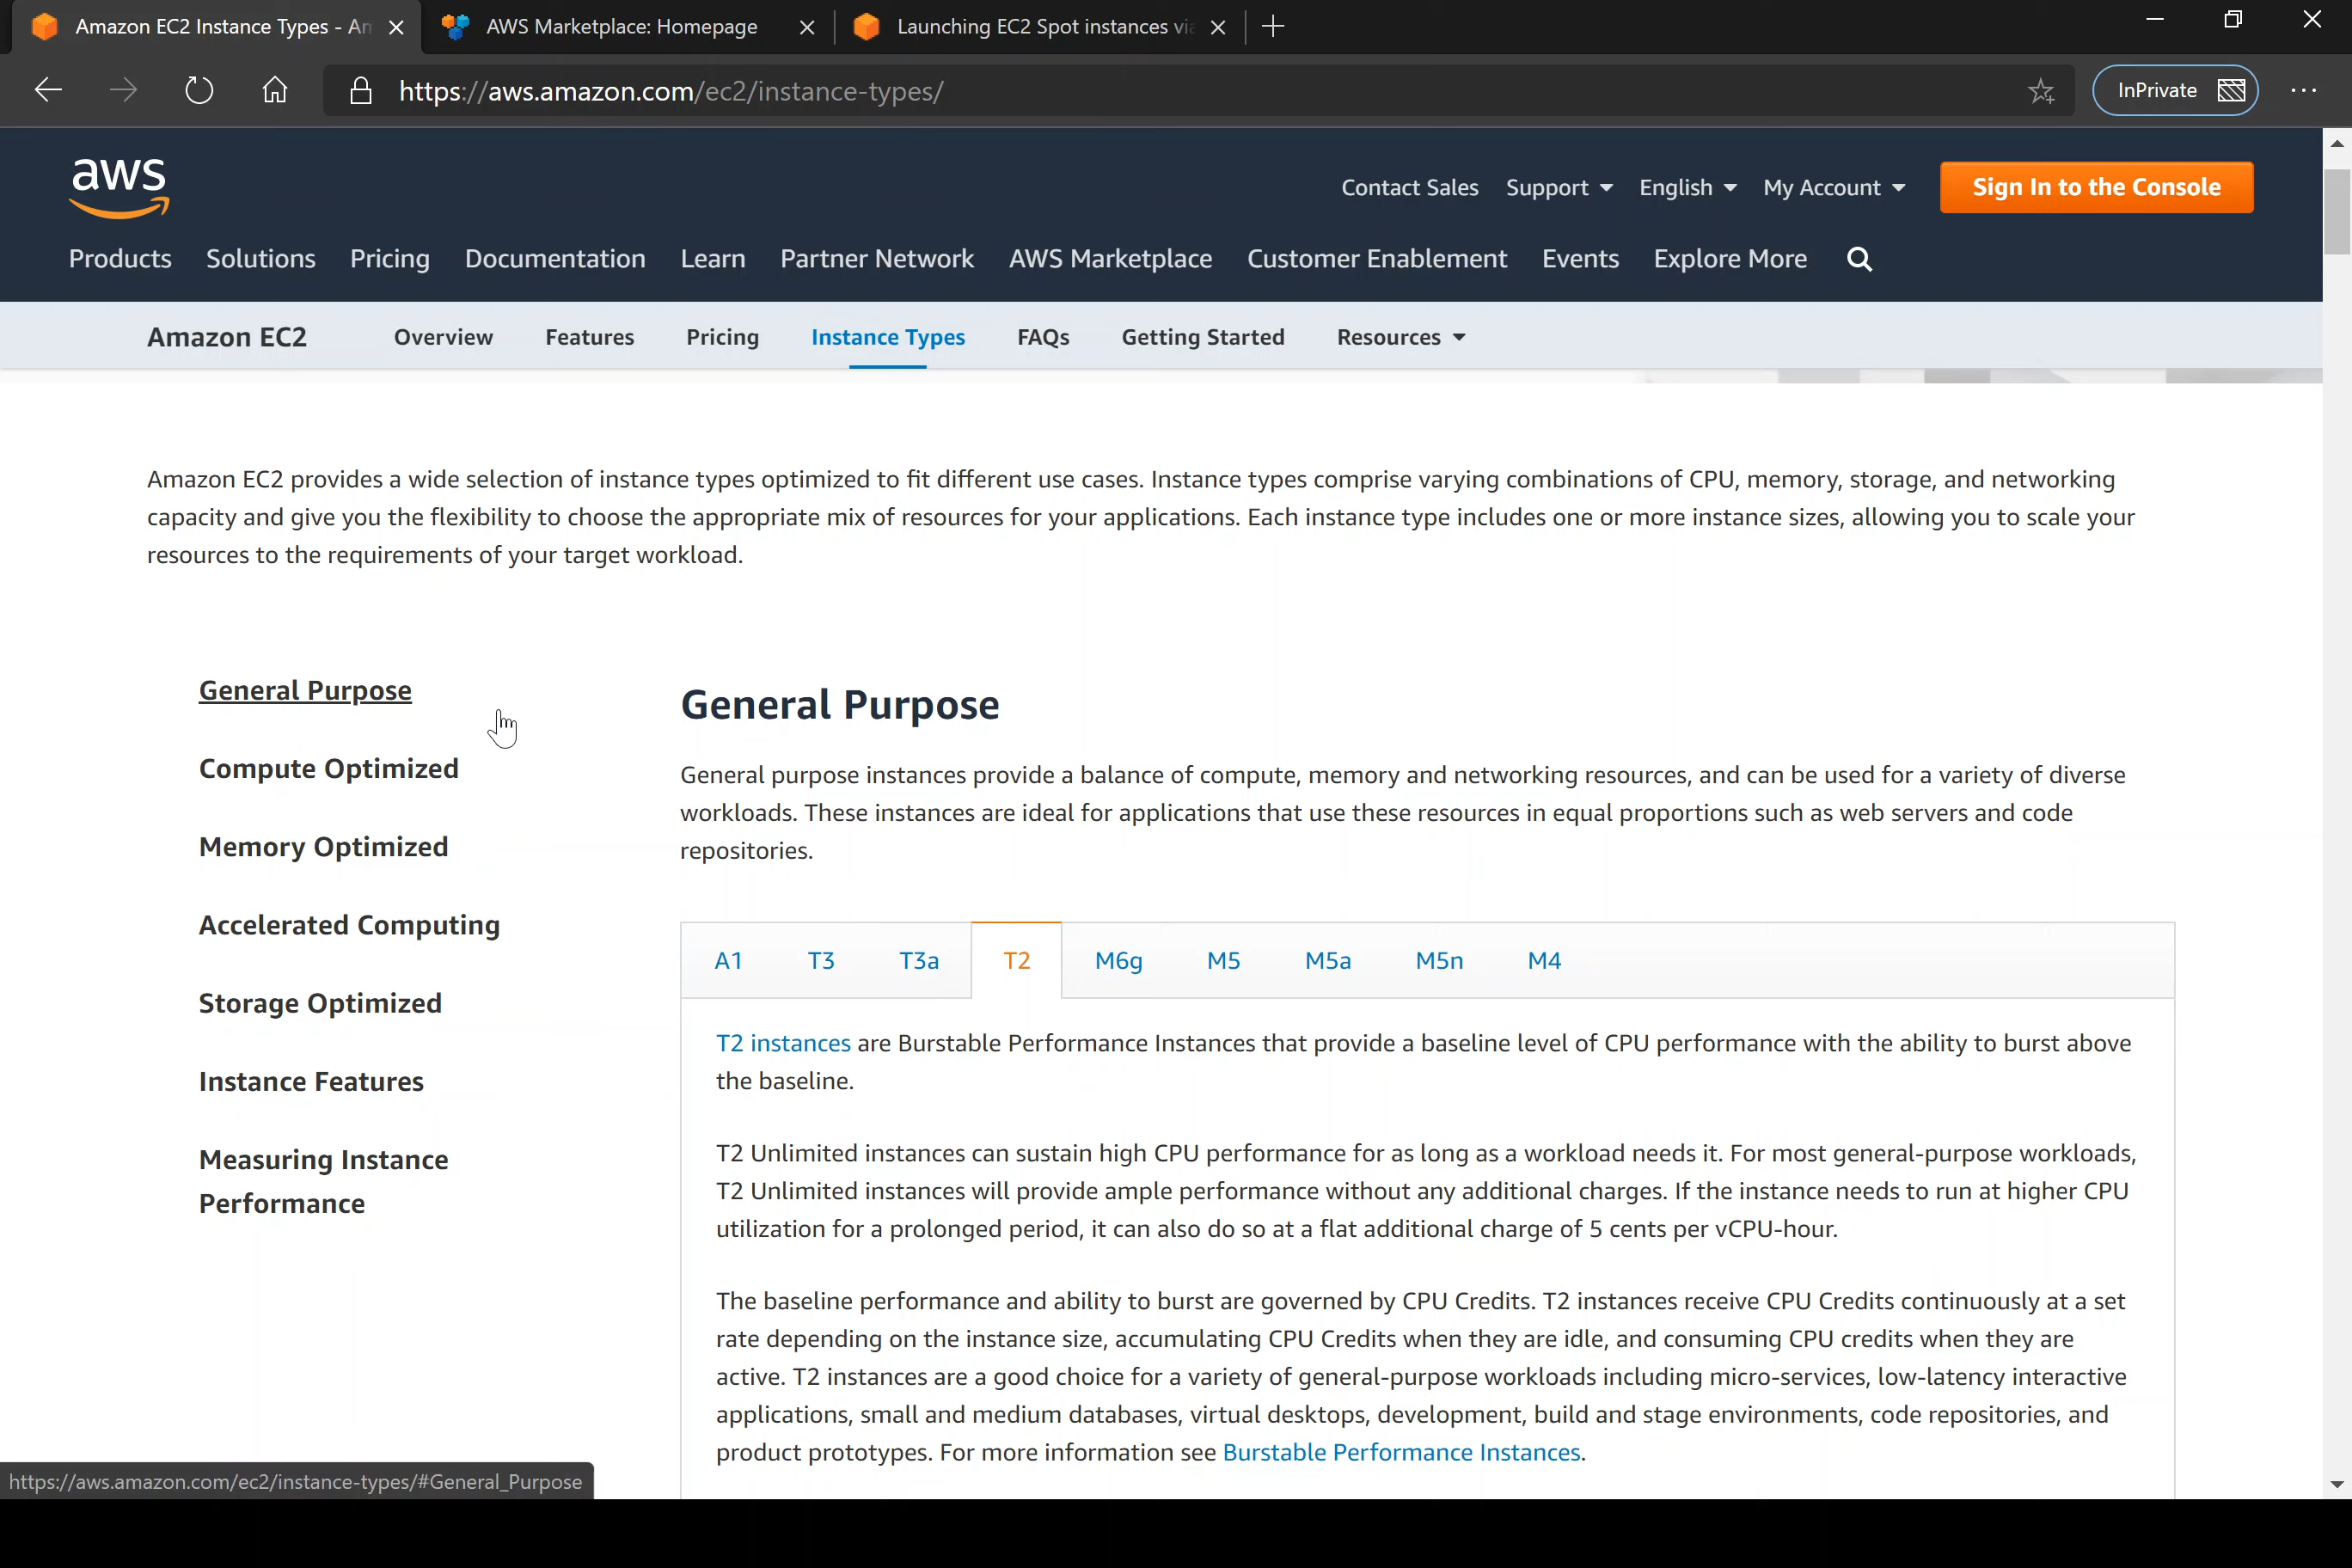 Amazon EC2 Instance Types - An
AWS Marketplace: Homepage
Launching EC2 Spot instances via
https://aws.amazon.com/ec2/instance-types/
InPrivate
aws
Contact Sales
Support
English
My Account
Sign In to the Console
Products
Solutions
Pricing
Documentation
Learn
Partner Network
AWS Marketplace
Customer Enablement
Events
Explore More
Amazon EC2
Overview
Features
Pricing
Instance Types
FAQs
Getting Started
Resources
Amazon EC2 provides a wide selection of instance types optimized to fit different use cases. Instance types comprise varying combinations of CPU, memory, storage, and networking
capacity and give you the flexibility to choose the appropriate mix of resources for your applications. Each instance type includes one or more instance sizes, allowing you to scale your
resources to the requirements of your target workload.
General Purpose
Compute Optimized
Memory Optimized
Accelerated Computing
Storage Optimized
Instance Features
Measuring Instance
Performance
General Purpose
General purpose instances provide a balance of compute, memory and networking resources, and can be used for a variety of diverse
workloads. These instances are ideal for applications that use these resources in equal proportions such as web servers and code
repositories.
A1
T3
T3a
T2
M6g
M5
M5a
M5n
M4
T2 instances are Burstable Performance Instances that provide a baseline level of CPU performance with the ability to burst above
the baseline.
T2 Unlimited instances can sustain high CPU performance for as long as a workload needs it. For most general-purpose workloads,
T2 Unlimited instances will provide ample performance without any additional charges. If the instance needs to run at higher CPU
utilization for a prolonged period, it can also do so at a flat additional charge of 5 cents per vCPU-hour.
The baseline performance and ability to burst are governed by CPU Credits. T2 instances receive CPU Credits continuously at a set
rate depending on the instance size, accumulating CPU Credits when they are idle, and consuming CPU credits when they are
active. T2 instances are a good choice for a variety of general-purpose workloads including micro-services, low-latency interactive
applications, small and medium databases, virtual desktops, development, build and stage environments, code repositories, and
product prototypes. For more information see Burstable Performance Instances.
https://aws.amazon.com/ec2/instance-types/#General_Purpose